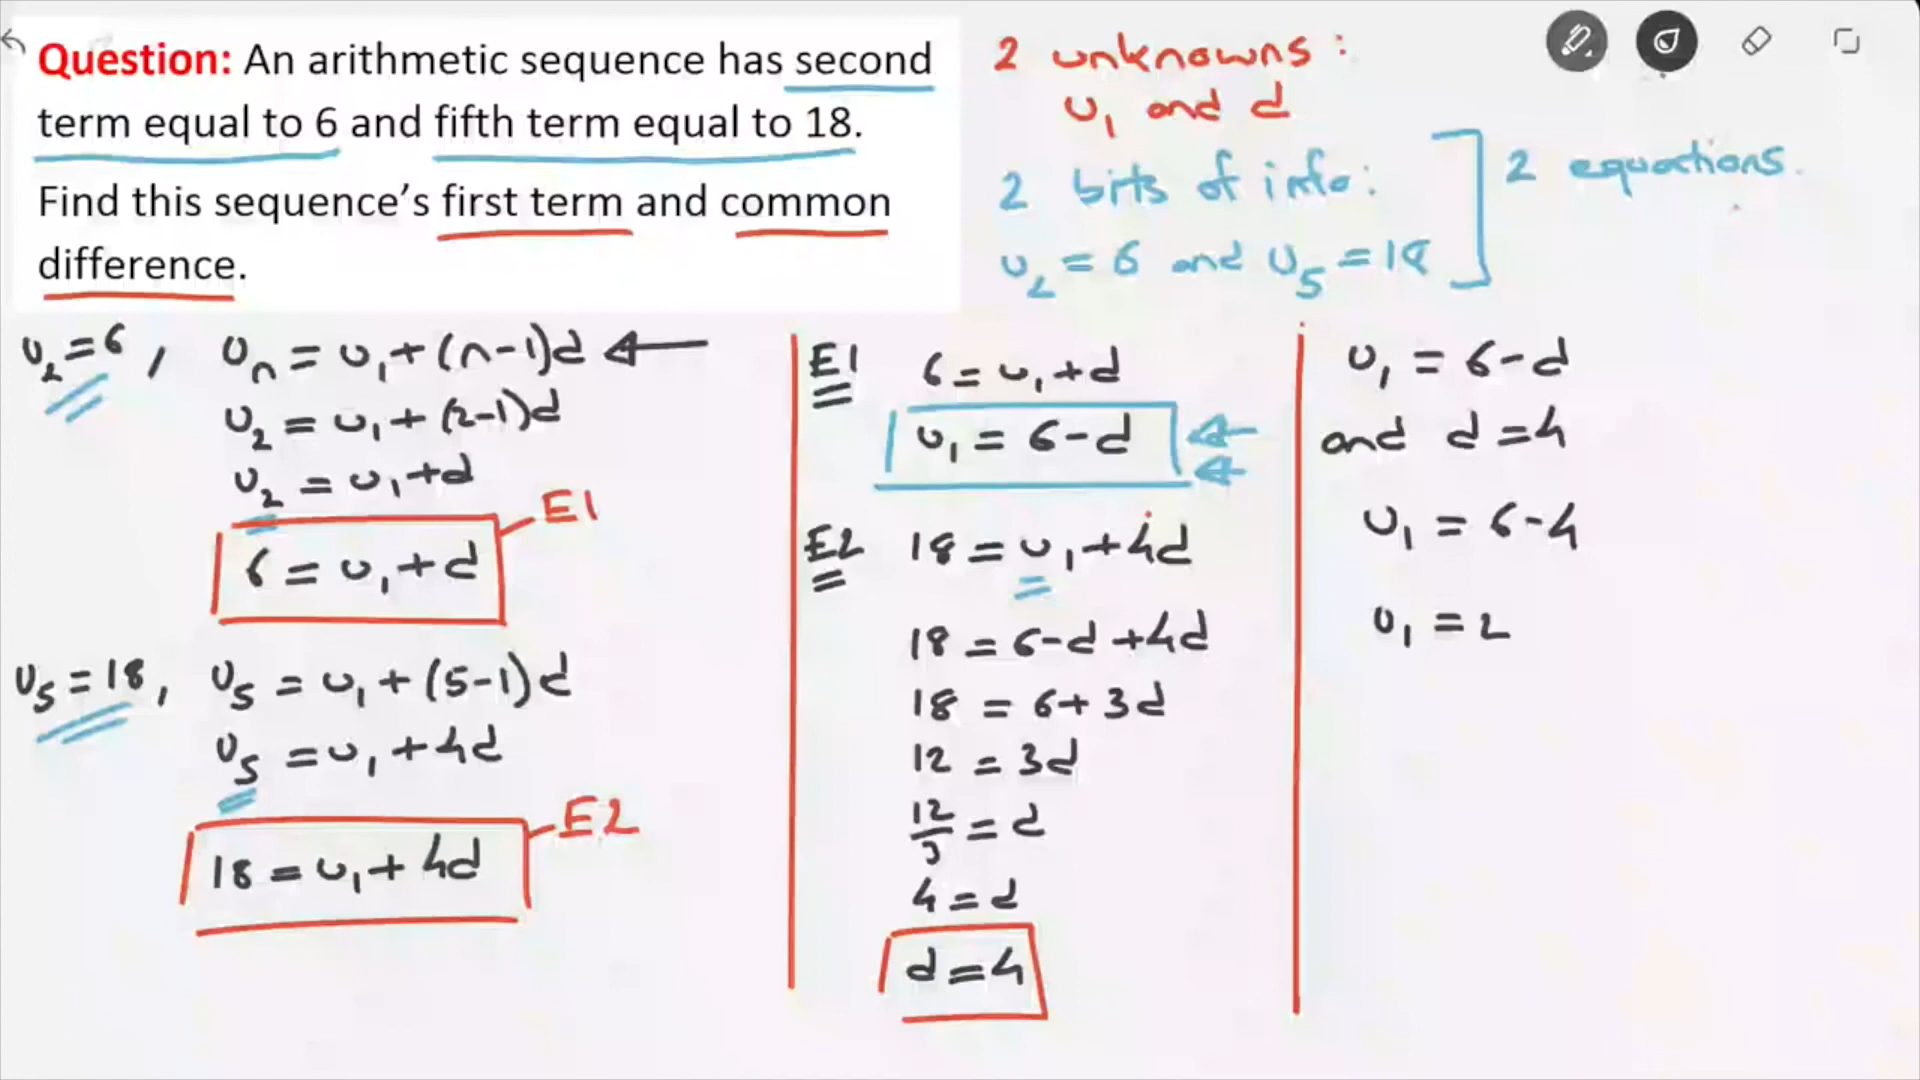 Question: An arithmetic sequence has second
term equal to 6 and fifth term equal to 18.
Find this sequence's first term and common
difference.
2 unknowns:
u₁ and d
2 bits of info:
u₂ = 6 and u₅ = 18
2 equations.
u₂ = 6, uₙ = u₁ + (n-1)d
u₂ = u₁ + (2-1)d
u₂ = u₁ + d
E1
6 = u₁ + d
u₅ = 18, u₅ = u₁ + (5-1)d
u₅ = u₁ + 4d
E2
18 = u₁ + 4d
E1 6 = u₁ + d
u₁ = 6 - d
E2 18 = u₁ + 4d
18 = 6 - d + 4d
18 = 6 + 3d
12 = 3d
12/3 = d
4 = d
d = 4
u₁ = 6 - d
and d = 4
u₁ = 6 - 4
u₁ = 2